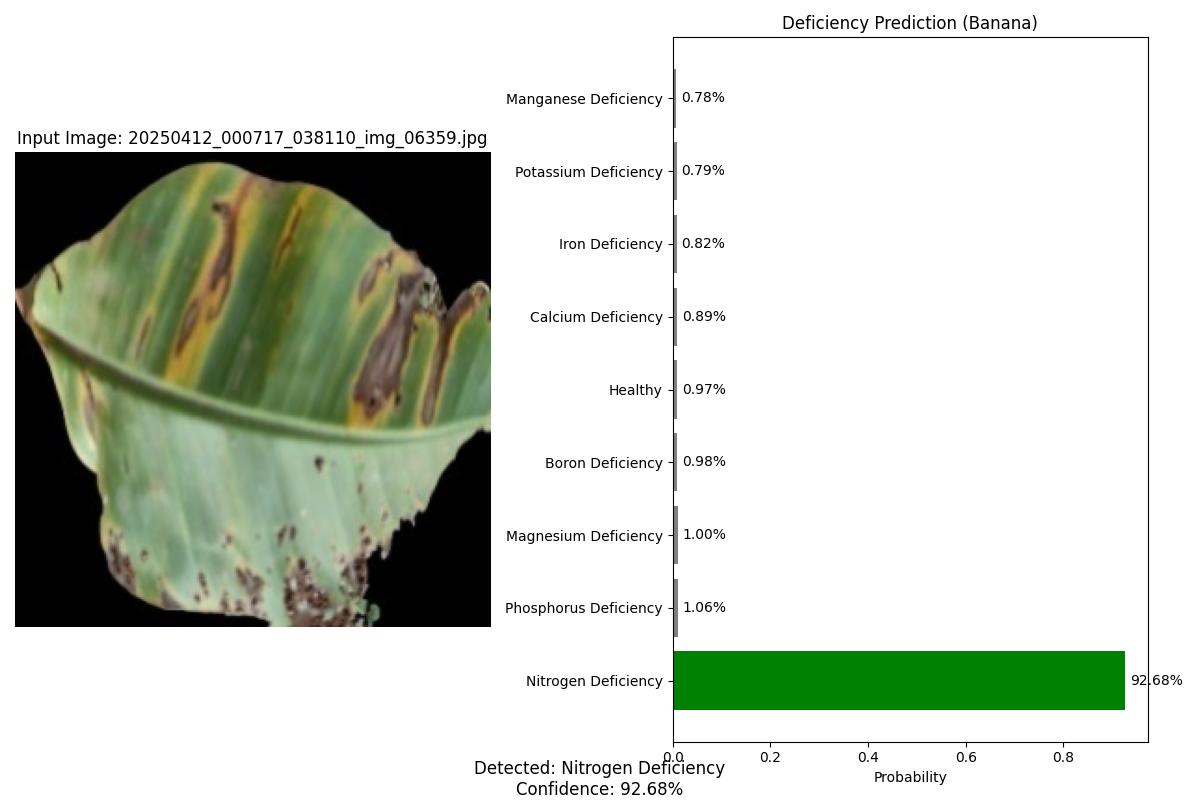 Deficiency Prediction (Banana)
Input Image: 20250412_000717_038110_img_06359.jpg
Manganese Deficiency 0.78%
Potassium Deficiency 0.79%
Iron Deficiency 0.82%
Calcium Deficiency 0.89%
Healthy 0.97%
Boron Deficiency 0.98%
Magnesium Deficiency 1.00%
Phosphorus Deficiency 1.06%
Nitrogen Deficiency 92.68%
0.0 0.2 0.4 0.6 0.8
Probability
Detected: Nitrogen Deficiency
Confidence: 92.68%